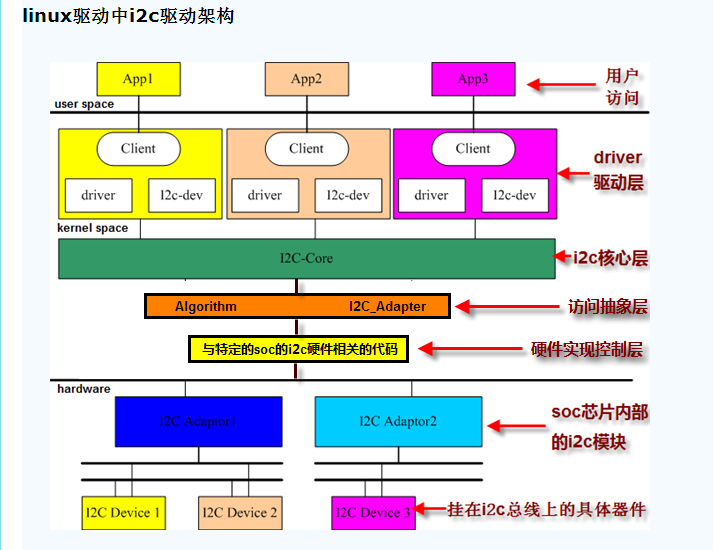 linux驱动中i2c驱动架构
App1 App2 App3 用户
访问
user space
Client Client Client
driver
驱动层
driver I2c-dev driver I2c-dev driver I2c-dev
kernel space
I2C-Core i2c核心层
Algorithm I2C_Adapter 访问抽象层
与特定的soc的i2c硬件相关的代码 硬件实现控制层
hardware
I2C Adaptor1 I2C Adaptor2 soc芯片内部
的i2c模块
I2C Device 1 I2C Device 2 I2C Device 3 挂在i2c总线上的具体器件